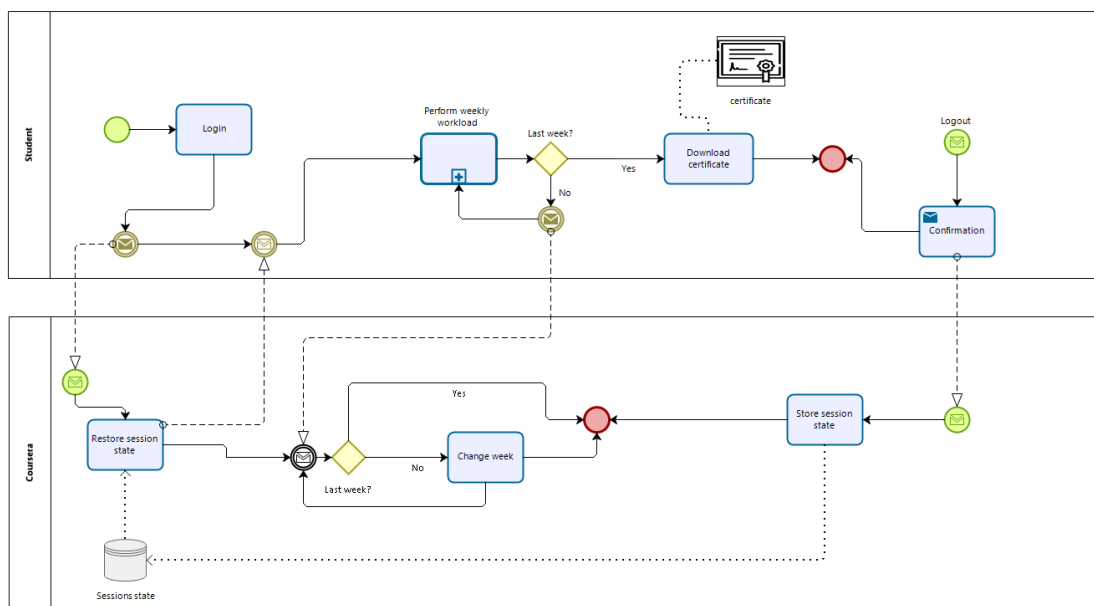 Student
certificate
Perform weekly
workload
Last week?
Logout
Login
Download
certificate
Yes
No
Confirmation
Coursera
Yes
Store session
state
Restore session
state
Change week
No
Last week?
Sessions state